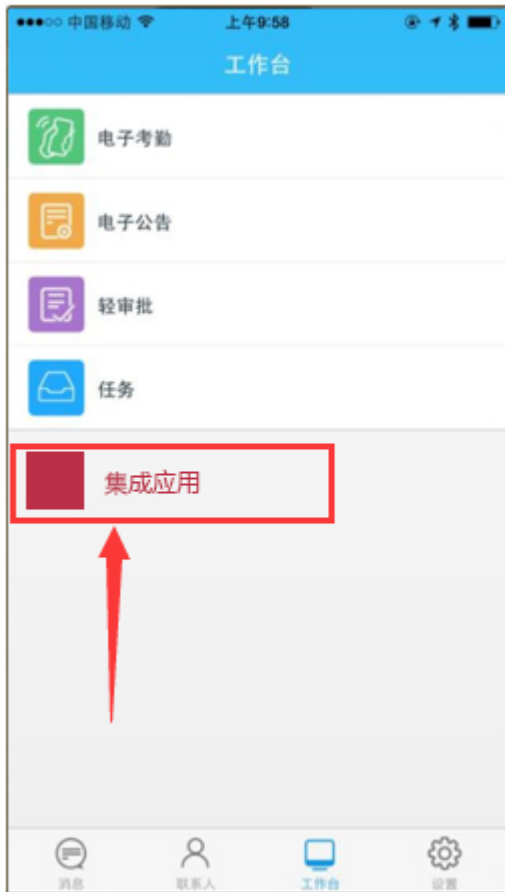 中国移动 上午9:58
工作台
电子考勤
电子公告
轻审批
任务
集成应用
消息 联系人 工作台 设置